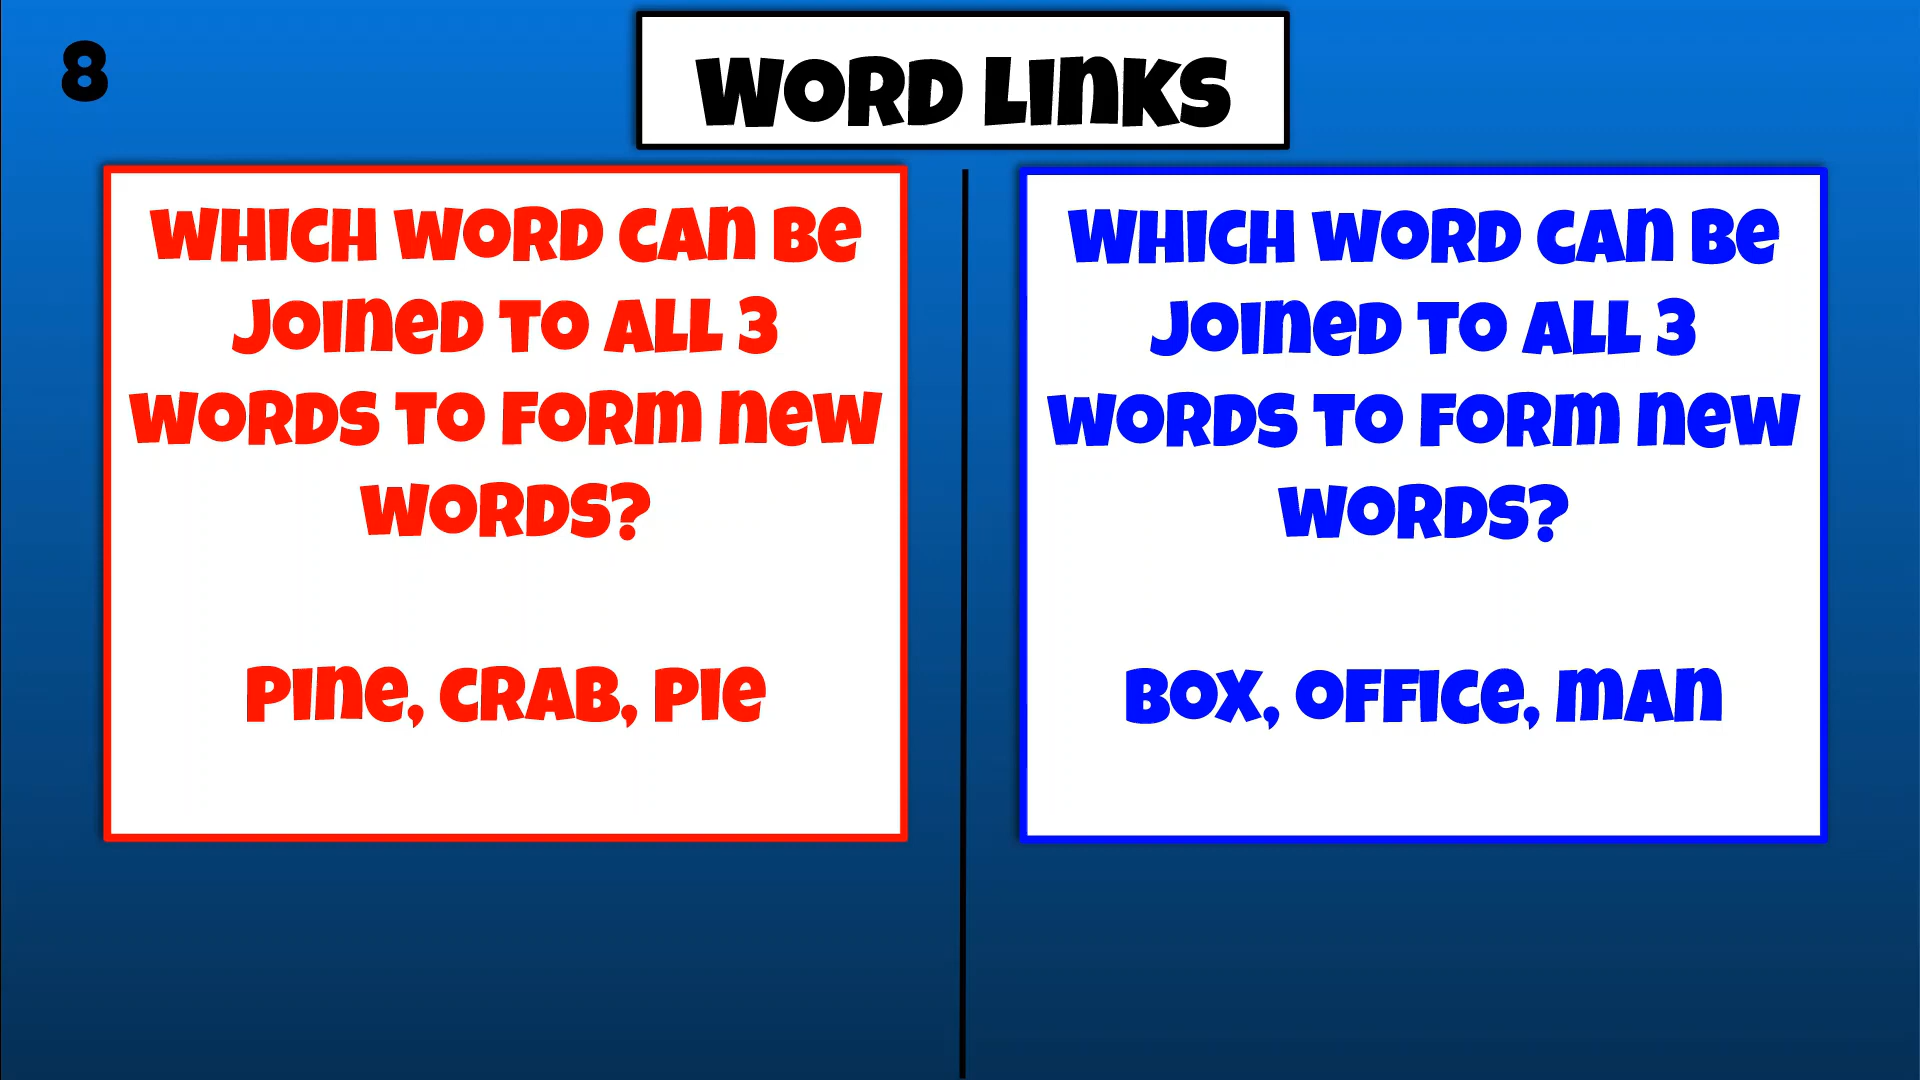 8
WORD LINKS
WHICH WORD CAN BE
JOINED TO ALL 3
WORDS TO FORM NEW
WORDS?
PINE, CRAB, PIE
WHICH WORD CAN BE
JOINED TO ALL 3
WORDS TO FORM NEW
WORDS?
BOX, OFFICE, MAN